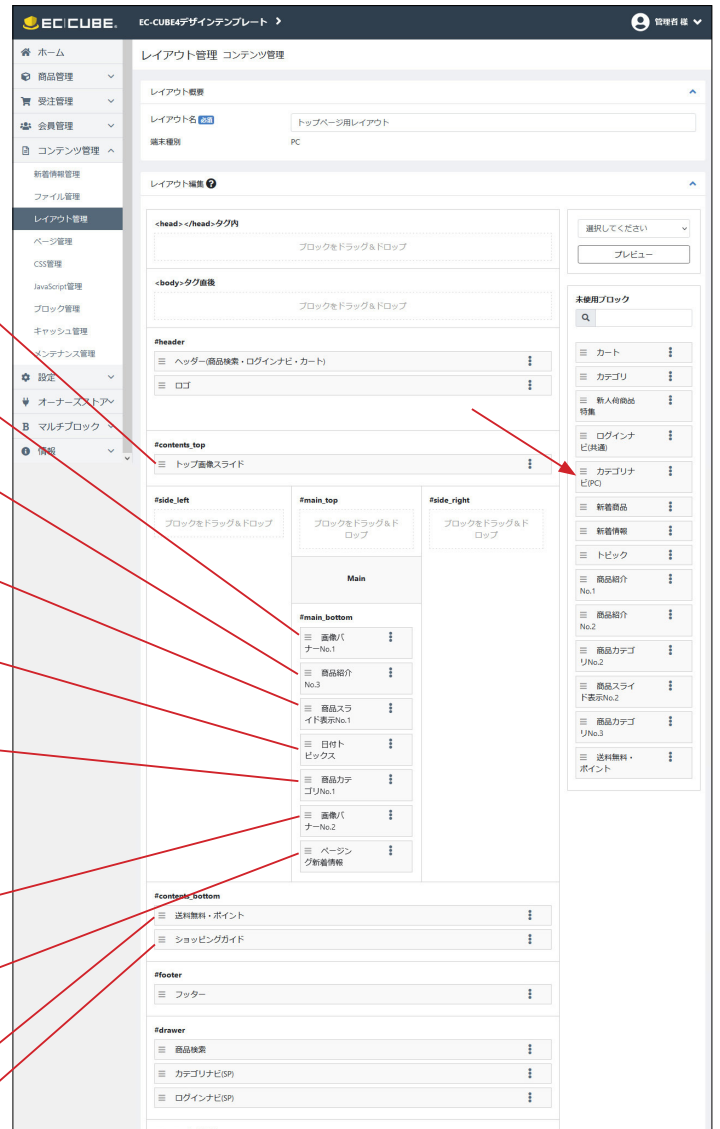 EC CUBE.
EC-CUBE4デザインテンプレート
管理者 様
ホーム
商品管理
受注管理
会員管理
コンテンツ管理
新着情報管理
ファイル管理
レイアウト管理
ページ管理
CSS管理
JavaScript管理
ブロック管理
キャッシュ管理
メンテナンス管理
設定
オーナーズストア
マルチブロック
情報
レイアウト管理 コンテンツ管理
レイアウト概要
レイアウト名 必須
トップページ用レイアウト
端末種別
PC
レイアウト編集
<head></head>タグ内
ブロックをドラッグ&ドロップ
<body>タグ直後
ブロックをドラッグ&ドロップ
#header
ヘッダー(商品検索・ログインナビ・カート)
ロゴ
#contents_top
トップ画像スライド
#side_left
ブロックをドラッグ&ドロップ
#main_top
ブロックをドラッグ&ド
ロップ
#side_right
ブロックをドラッグ&ド
ロップ
Main
#main_bottom
画像バ
ナーNo.1
商品紹介
No.3
商品スラ
イド表示No.1
日付ト
ピックス
商品カテ
ゴリNo.1
画像バ
ナーNo.2
ページン
グ新着情報
#contents_bottom
送料無料・ポイント
ショッピングガイド
#footer
フッター
#drawer
商品検索
カテゴリナビ(SP)
ログインナビ(SP)
選択してください
プレビュー
未使用ブロック
カート
カテゴリ
新入荷商品
特集
ログインナ
ビ(共通)
カテゴリナ
ビ(PC)
新着商品
新着情報
トピック
商品紹介
No.1
商品紹介
No.2
商品カテゴ
リNo.2
商品スライ
ド表示No.2
商品カテゴ
リNo.3
送料無料・
ポイント